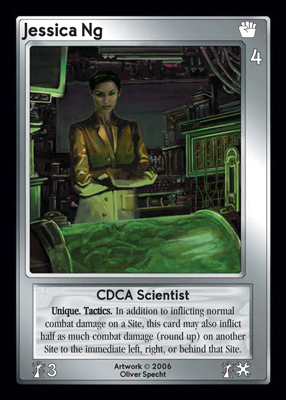 Jessica Ng
4
CDCA Scientist
Unique. Tactics. In addition to inflicting normal
combat damage on a Site, this card may also inflict
half as much combat damage (round up) on another
Site to the immediate left, right, or behind that Site.
3
Artwork © 2006
Oliver Specht